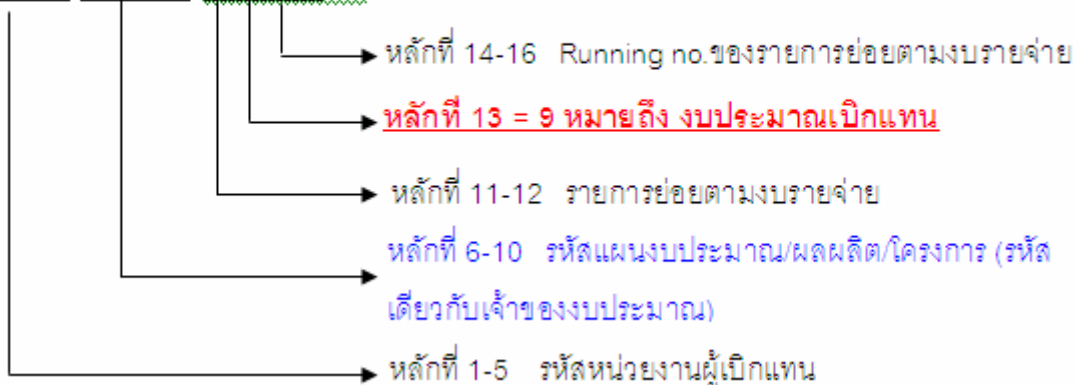 หลักที่ 14-16 Running no.ของรายการย่อยตามงบรายจ่าย
หลักที่ 13 = 9 หมายถึง งบประมาณเบิกแทน
หลักที่ 11-12 รายการย่อยตามงบรายจ่าย
หลักที่ 6-10 รหัสแผนงบประมาณ/ผลผลิต/โครงการ (รหัส
เดียวกับเจ้าของงบประมาณ)
หลักที่ 1-5 รหัสหน่วยงานผู้เบิกแทน